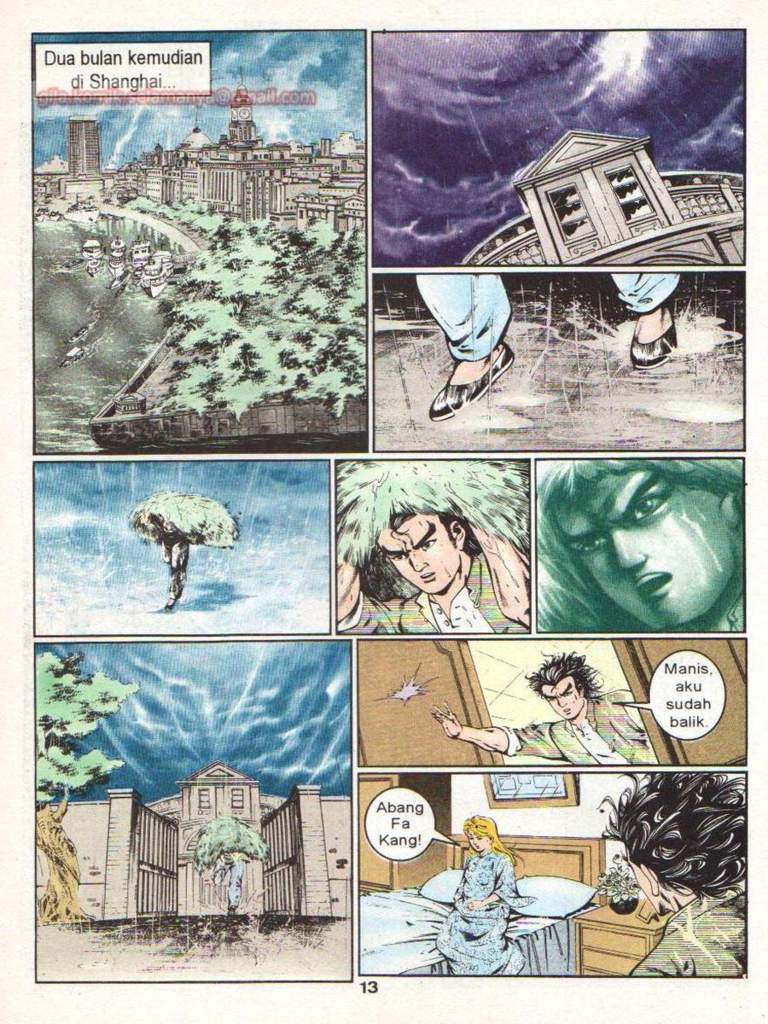 Dua bulan kemudian
di Shanghai...
Manis,
aku
sudah
balik.
Abang
Fa
Kang!
13